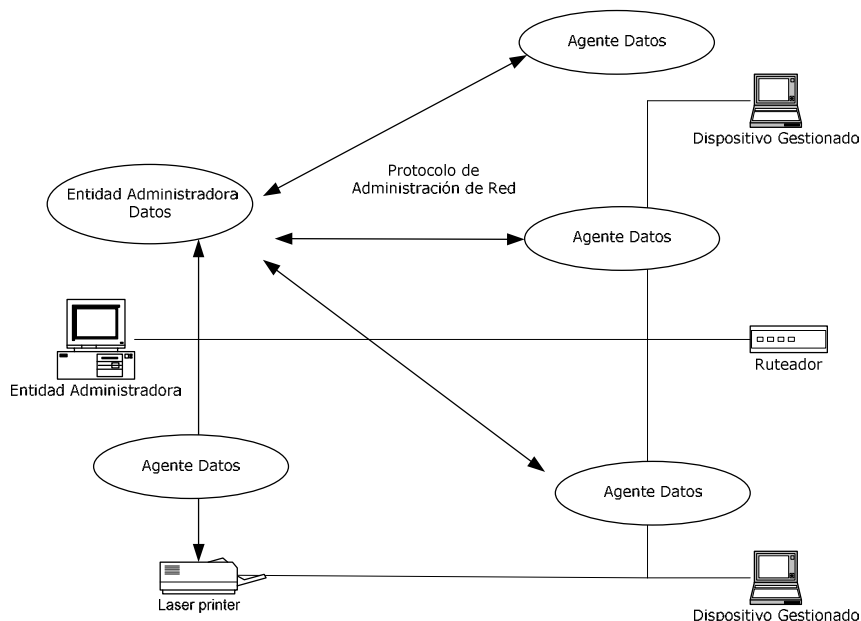 Agente Datos
Dispositivo Gestionado
Protocolo de
Administración de Red
Entidad Administradora
Datos
Agente Datos
Ruteador
Entidad Administradora
Agente Datos
Agente Datos
Laser printer
Dispositivo Gestionado